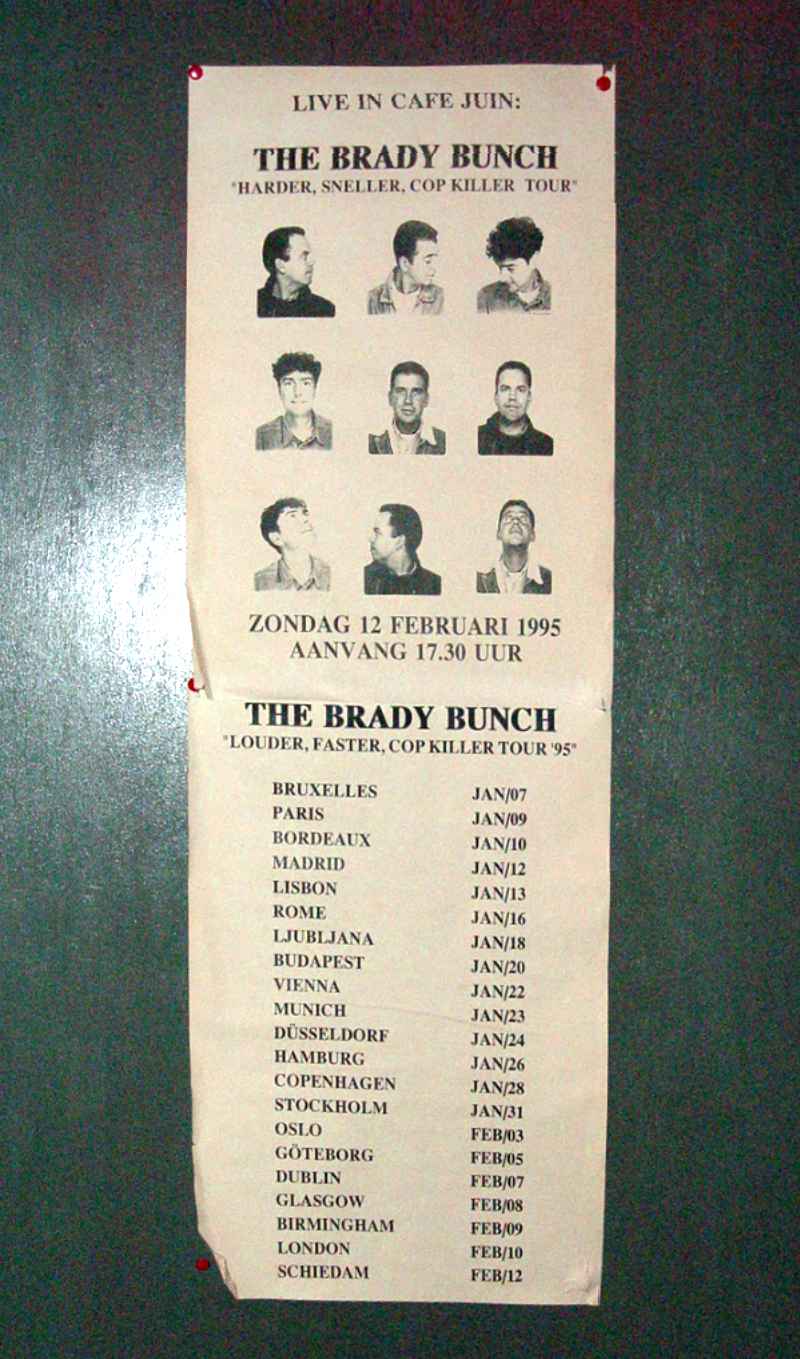 LIVE IN CAFE JUIN:
THE BRADY BUNCH
"HARDER, SNELLER, COP KILLER TOUR"
ZONDAG 12 FEBRUARI 1995
AANVANG 17.30 UUR
THE BRADY BUNCH
"LOUDER, FASTER, COP KILLER TOUR '95"
BRUXELLES JAN/07
PARIS JAN/09
BORDEAUX JAN/10
MADRID JAN/12
LISBON JAN/13
ROME JAN/16
LJUBLJANA JAN/18
BUDAPEST JAN/20
VIENNA JAN/22
MUNICH JAN/23
DÜSSELDORF JAN/24
HAMBURG JAN/26
COPENHAGEN JAN/28
STOCKHOLM JAN/31
OSLO FEB/03
GÖTEBORG FEB/05
DUBLIN FEB/07
GLASGOW FEB/08
BIRMINGHAM FEB/09
LONDON FEB/10
SCHIEDAM FEB/12